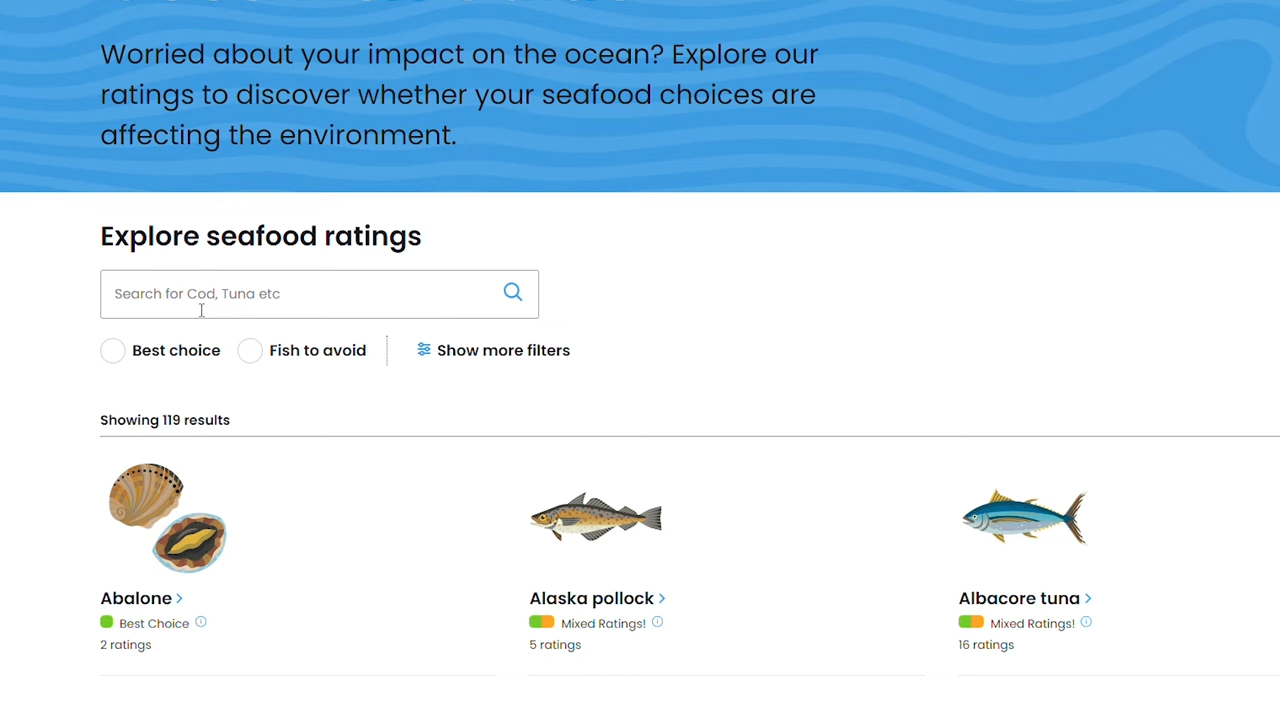 Worried about your impact on the ocean? Explore our
ratings to discover whether your seafood choices are
affecting the environment.
Explore seafood ratings
Search for Cod, Tuna etc
Best choice Fish to avoid Show more filters
Showing 119 results
Abalone Alaska pollock Albacore tuna
Best Choice Mixed Ratings! Mixed Ratings!
2 ratings 5 ratings 16 ratings